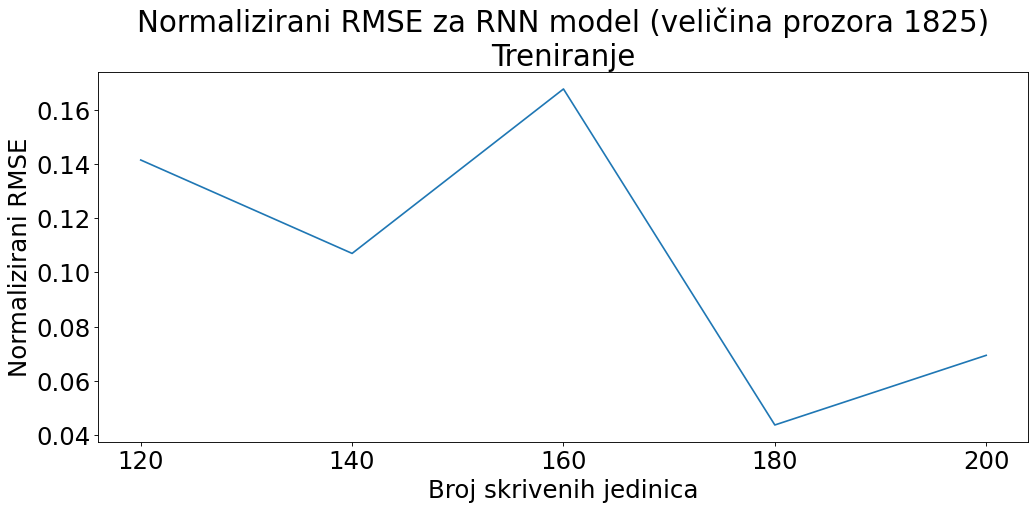 Normalizirani RMSE za RNN model (veličina prozora 1825)
Treniranje
Normalizirani RMSE
0.16
0.14
0.12
0.10
0.08
0.06
0.04
120 140 160 180 200
Broj skrivenih jedinica